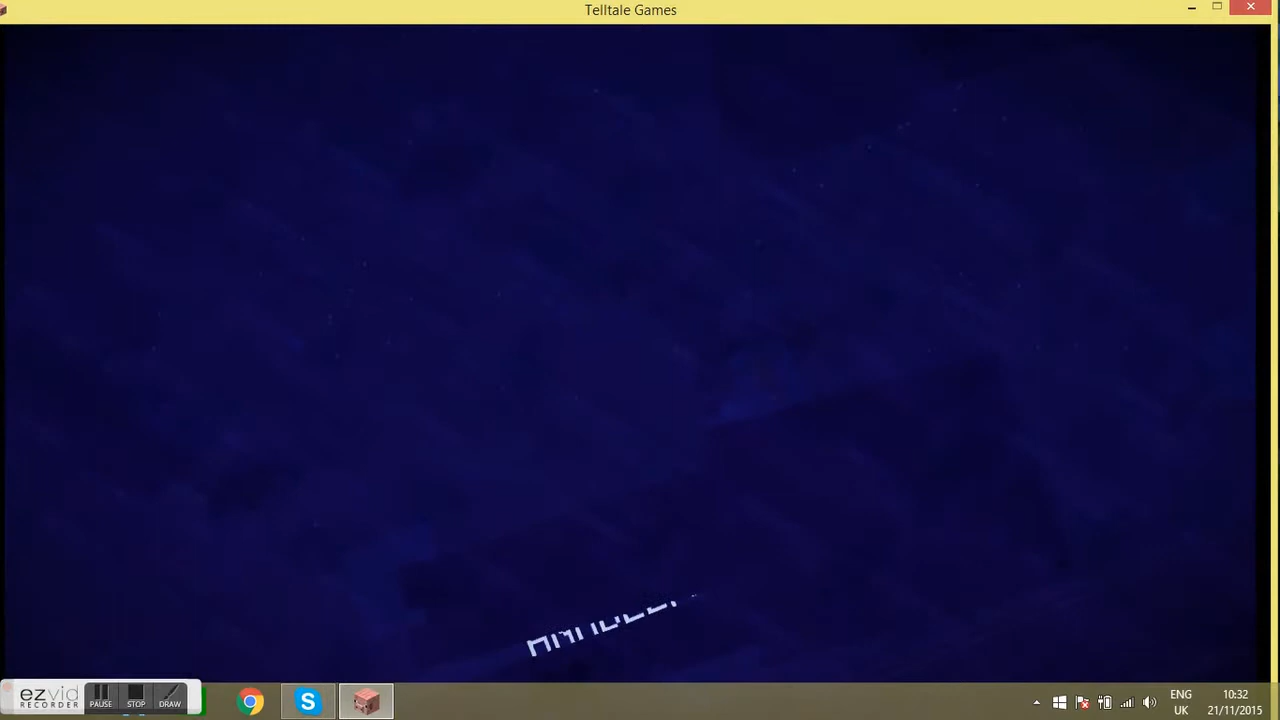 Telltale Games
ezvid
RECORDER
PAUSE
STOP
DRAW
ENG
UK
10:32
21/11/2015